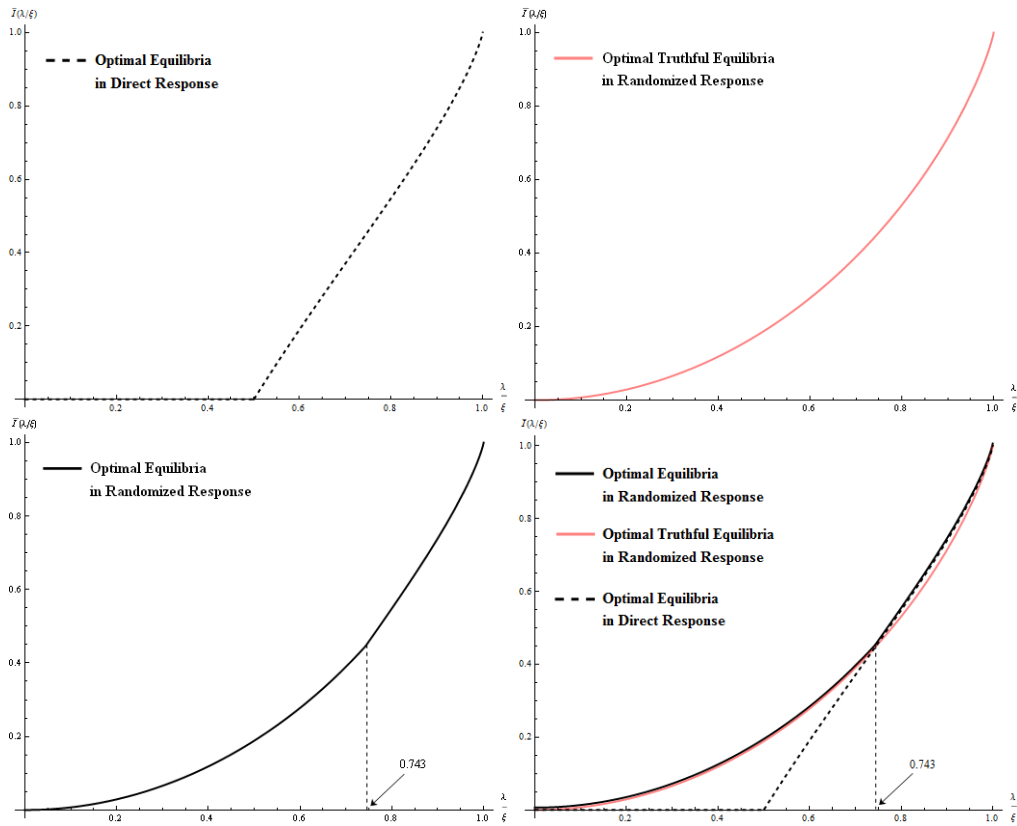 Ī(λ/ξ)
1.0
0.8
0.6
0.4
0.2
Optimal Equilibria
in Direct Response
0.2
0.4
0.6
0.8
1.0
λ
ξ
Ī(λ/ξ)
1.0
0.8
0.6
0.4
0.2
Optimal Truthful Equilibria
in Randomized Response
0.2
0.4
0.6
0.8
1.0
λ
ξ
Ī(λ/ξ)
1.0
0.8
0.6
0.4
0.2
Optimal Equilibria
in Randomized Response
0.743
0.2
0.4
0.6
0.8
1.0
λ
ξ
I(λ/ξ)
1.0
0.8
0.6
0.4
0.2
Optimal Equilibria
in Randomized Response
Optimal Truthful Equilibria
in Randomized Response
Optimal Equilibria
in Direct Response
0.743
0.2
0.4
0.6
0.8
1.0
λ
ξ